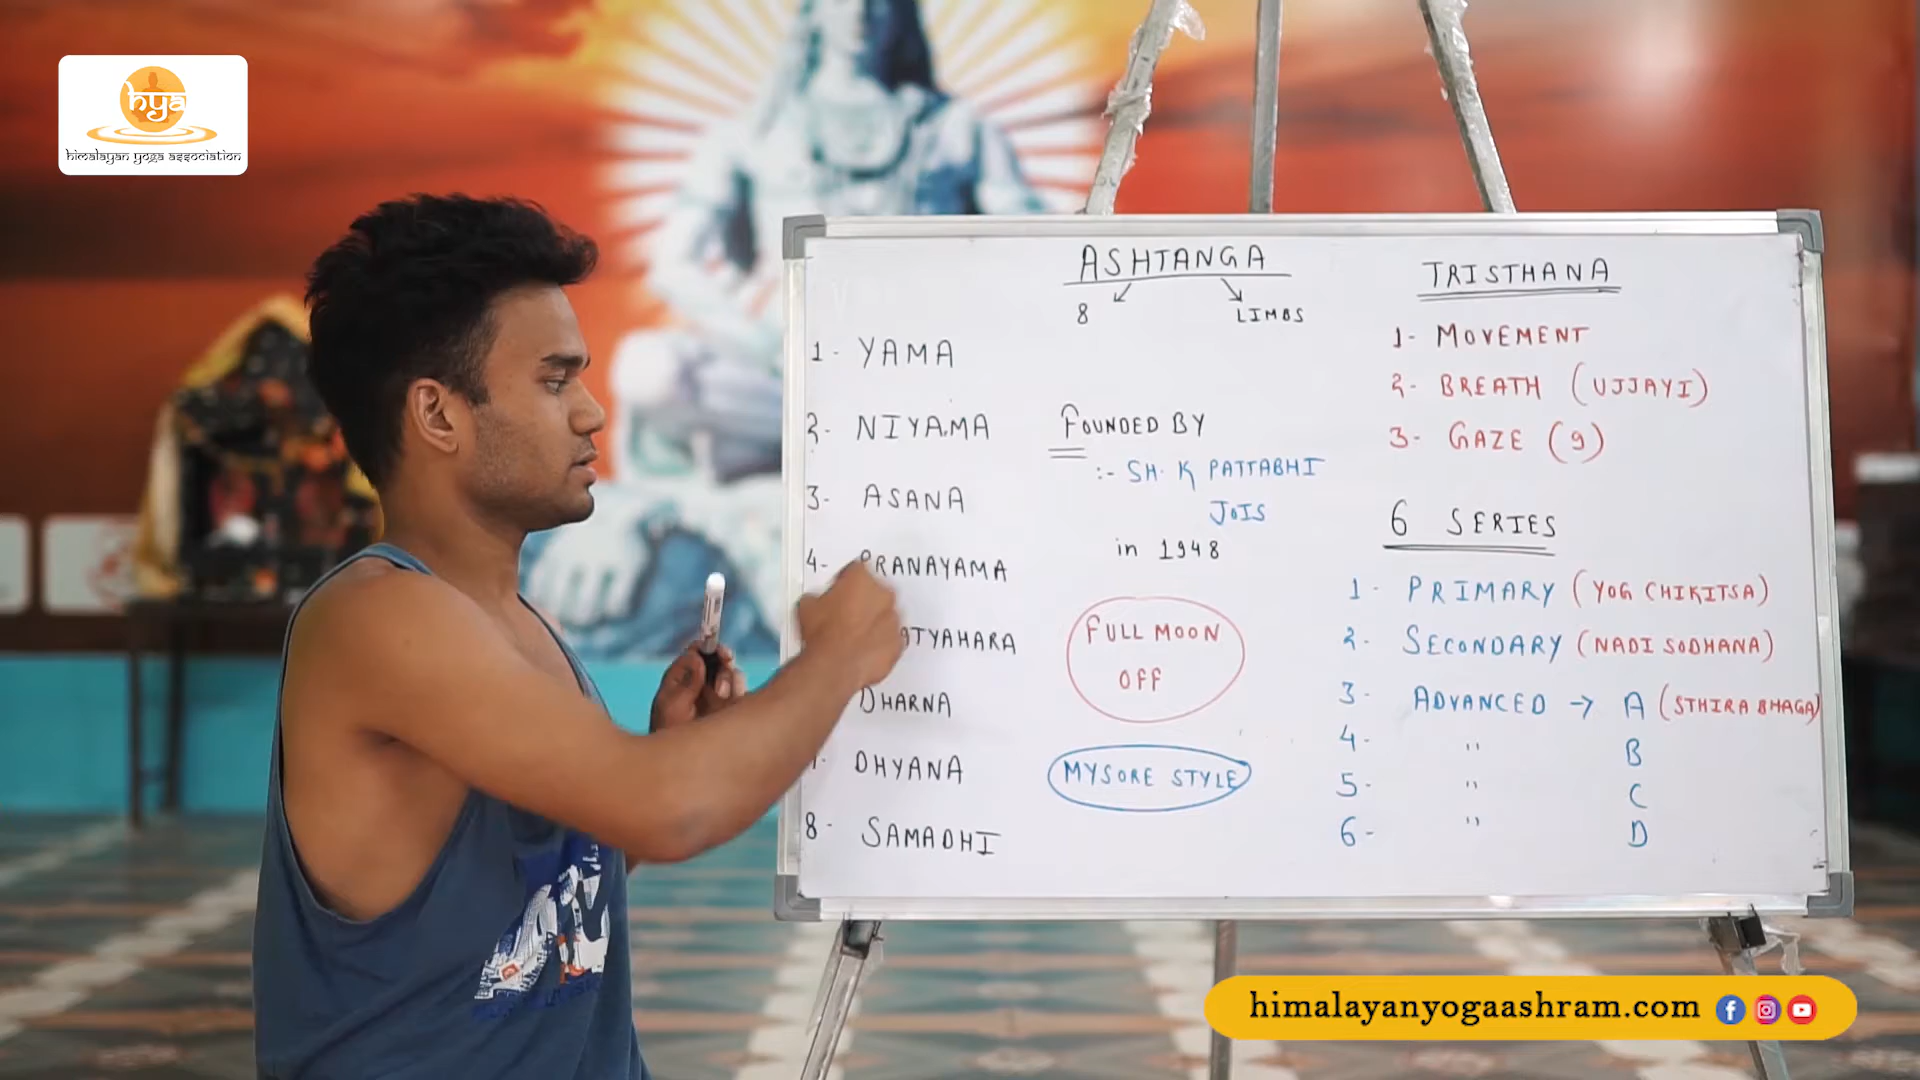 hya
himalayan yoga association
ASHTANGA
8 LIMBS
1- YAMA
2- NIYAMA
3- ASANA
4- PRANAYAMA
ATYAHARA
DHARNA
DHYANA
8- SAMADHI
FOUNDED BY
:- SH. K PATTABHI
JOIS
in 1948
FULL MOON
OFF
MYSORE STYLE
TRISTHANA
1- MOVEMENT
2- BREATH (UJJAYI)
3- GAZE (9)
6 SERIES
1- PRIMARY (YOG CHIKITSA)
2- SECONDARY (NADI SODHANA)
3- ADVANCED → A (STHIRA BHAGA)
4- " B
5- " C
6- " D
himalayanyogaashram.com